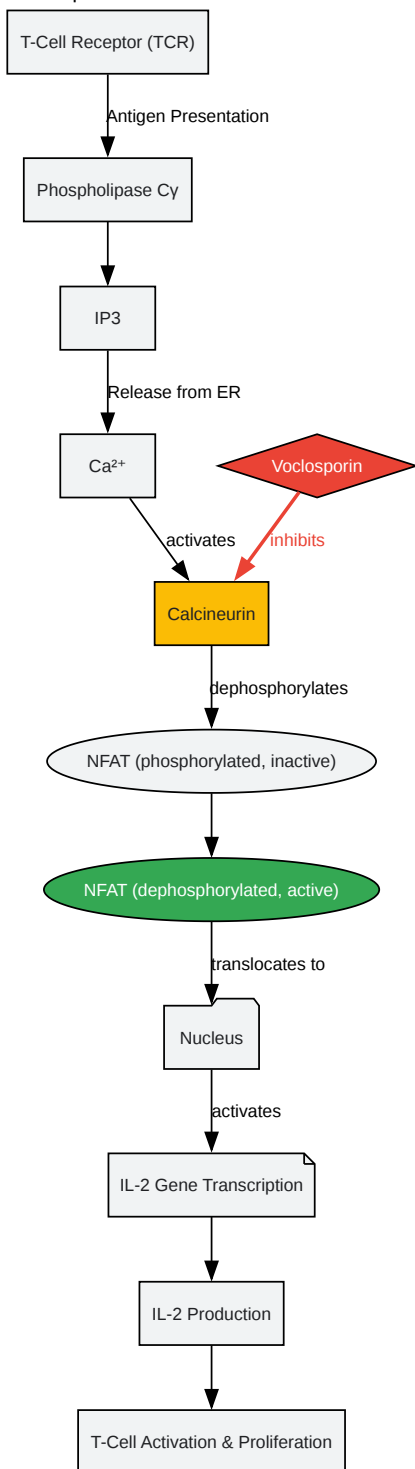 T-Cell Receptor (TCR)
Antigen Presentation
Phospholipase Cγ
IP3
Release from ER
Ca²⁺
Voclosporin
activates
inhibits
Calcineurin
dephosphorylates
NFAT (phosphorylated, inactive)
NFAT (dephosphorylated, active)
translocates to
Nucleus
activates
IL-2 Gene Transcription
IL-2 Production
T-Cell Activation & Proliferation